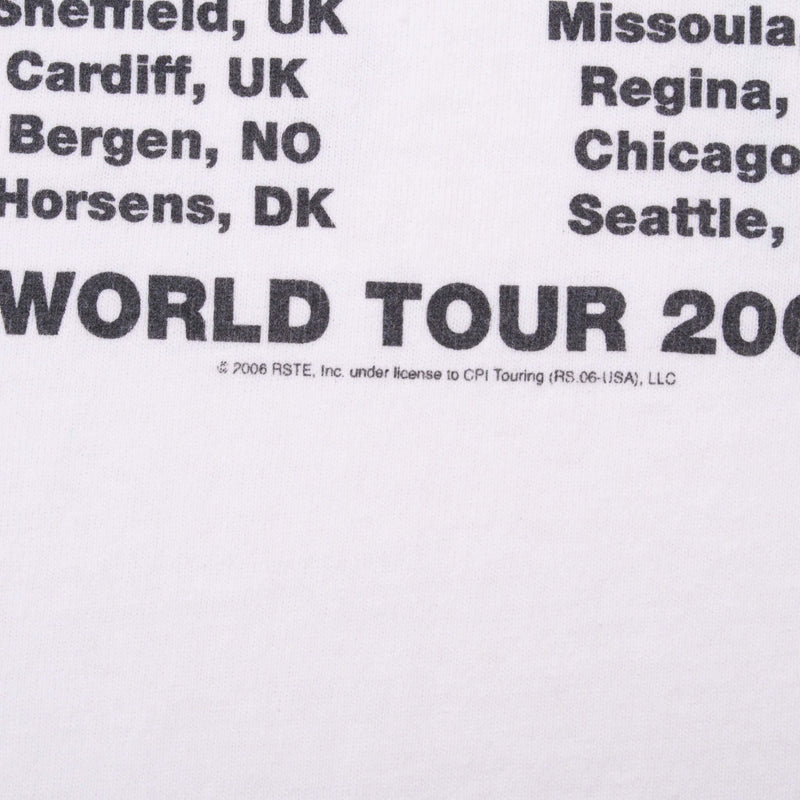 Sheffield, UK
Cardiff, UK
Bergen, NO
Horsens, DK
Missoula
Regina,
Chicago
Seattle,
WORLD TOUR 200
© 2006 RSTE, Inc. under license to CPI Touring (RS.06-USA), LLC